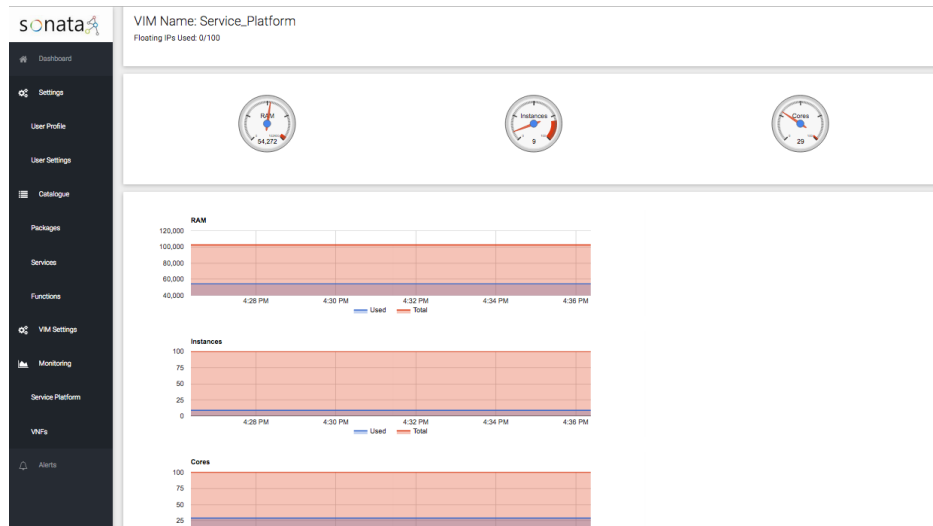 sonata
Dashboard
Settings
User Profile
User Settings
Catalogue
Packages
Services
Functions
VIM Settings
Monitoring
Service Platform
VNFs
Alerts
VIM Name: Service_Platform
Floating IPs Used: 0/100
RAM
54,272
Instances
9
Cores
29
RAM
120,000
100,000
80,000
60,000
40,000
4:28 PM 4:30 PM 4:32 PM 4:34 PM 4:36 PM
Used Total
Instances
100
75
50
25
0
4:28 PM 4:30 PM 4:32 PM 4:34 PM 4:36 PM
Used Total
Cores
100
75
50
25